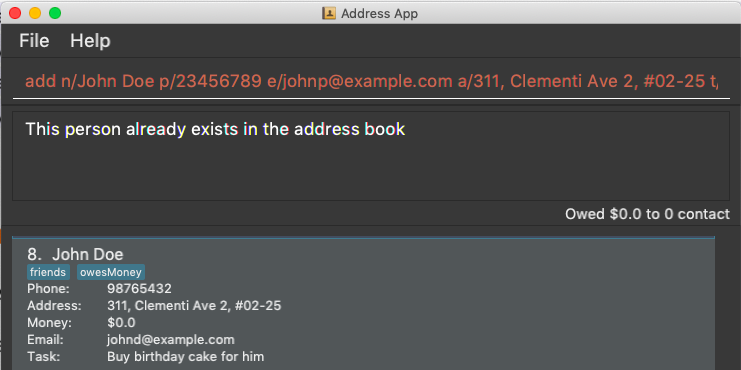 Address App
File Help
add n/John Doe p/23456789 e/johnp@example.com a/311, Clementi Ave 2, #02-25 t,
This person already exists in the address book
Owed $0.0 to 0 contact
8. John Doe
friends owesMoney
Phone: 98765432
Address: 311, Clementi Ave 2, #02-25
Money: $0.0
Email: johnd@example.com
Task: Buy birthday cake for him